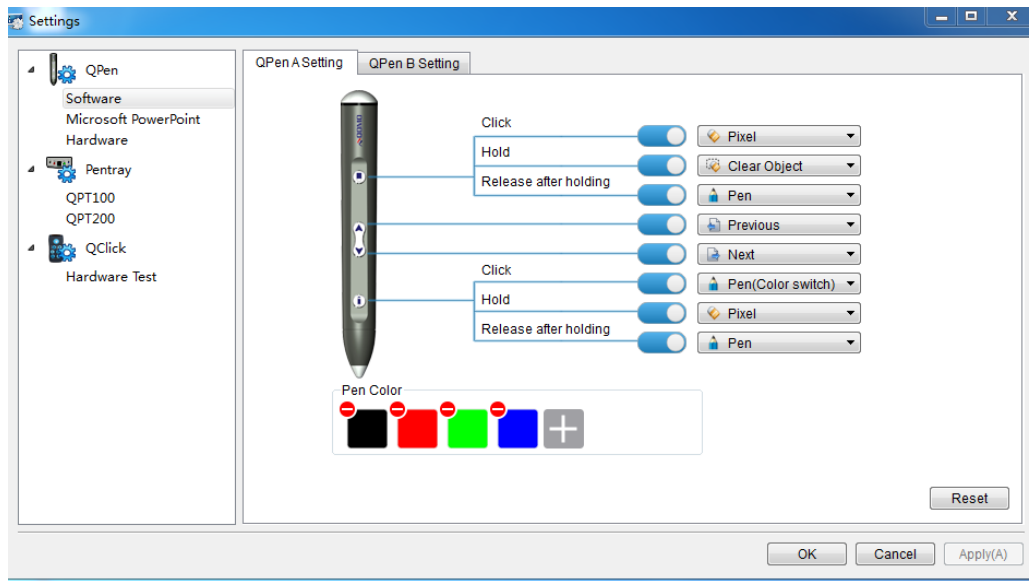 Settings
QPen
Software
Microsoft PowerPoint
Hardware
Pentray
QPT100
QPT200
QClick
Hardware Test
QPen A Setting
QPen B Setting
Click
Pixel
Hold
Clear Object
Release after holding
Pen
Previous
Next
Click
Pen(Color switch)
Hold
Pixel
Release after holding
Pen
Pen Color
Reset
OK
Cancel
Apply(A)